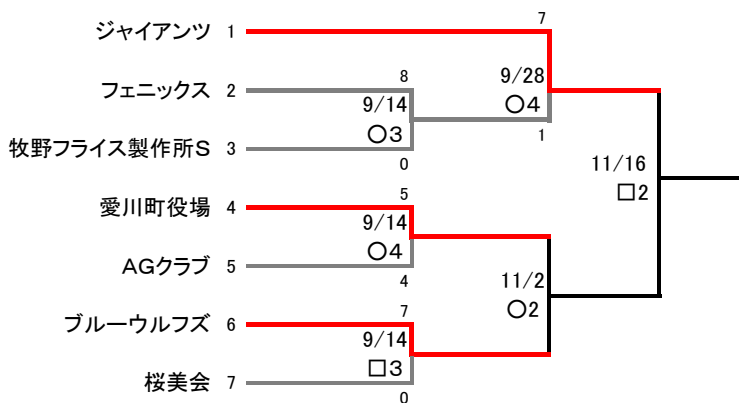 7
ジャイアンツ 1
8 9/28
フェニックス 2
9/14 ○4
○3
牧野フライス製作所S 3
1
0
11/16
□2
5
愛川町役場 4
9/14
○4
AGクラブ 5
4
11/2
○2
7
ブルーウルフズ 6
9/14
□3
桜美会 7
0